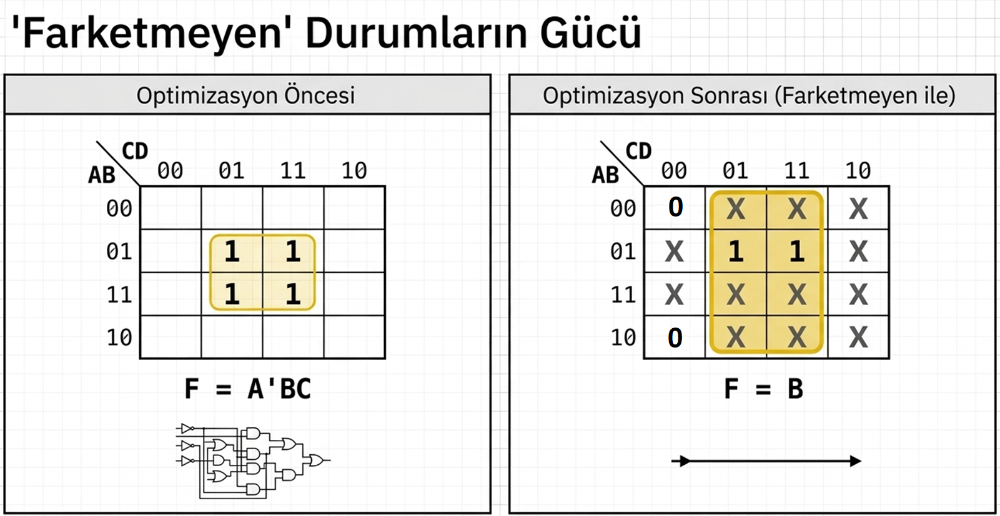 'Farketmeyen' Durumların Gücü
Optimizasyon Öncesi
CD
AB
00 01 11 10
00
01 1 1
11 1 1
10
F = A'BC
Optimizasyon Sonrası (Farketmeyen ile)
CD
AB
00 01 11 10
00 0 X X X
01 X 1 1 X
11 X X X X
10 0 X X X
F = B